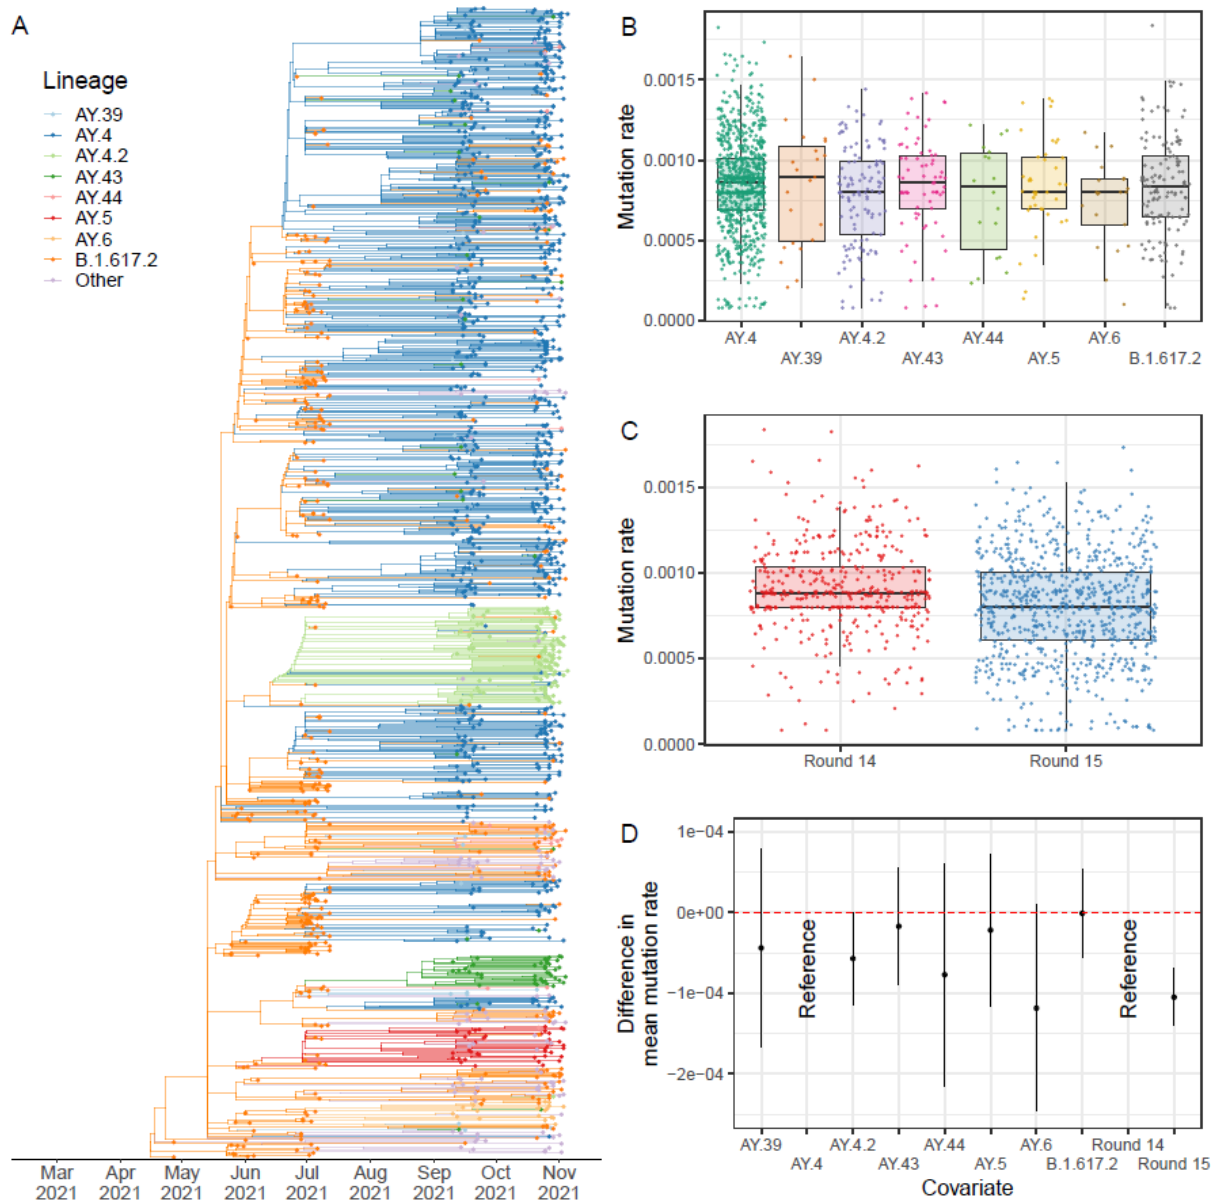 A
Lineage
AY.39
AY.4
AY.4.2
AY.43
AY.44
AY.5
AY.6
B.1.617.2
Other
Mar Apr May Jun Jul Aug Sep Oct Nov
2021 2021 2021 2021 2021 2021 2021 2021 2021
B
Mutation rate
0.0015
0.0010
0.0005
0.0000
AY.4 AY.4.2 AY.44 AY.6
AY.39 AY.43 AY.5 B.1.617.2
C
Mutation rate
0.0015
0.0010
0.0005
0.0000
Round 14 Round 15
D
Difference in
mean mutation rate
1e−04
0e+00
−1e−04
−2e−04
Reference
Reference
AY.39 AY.4.2 AY.44 AY.6 Round 14
AY.4 AY.43 AY.5 B.1.617.2 Round 15
Covariate